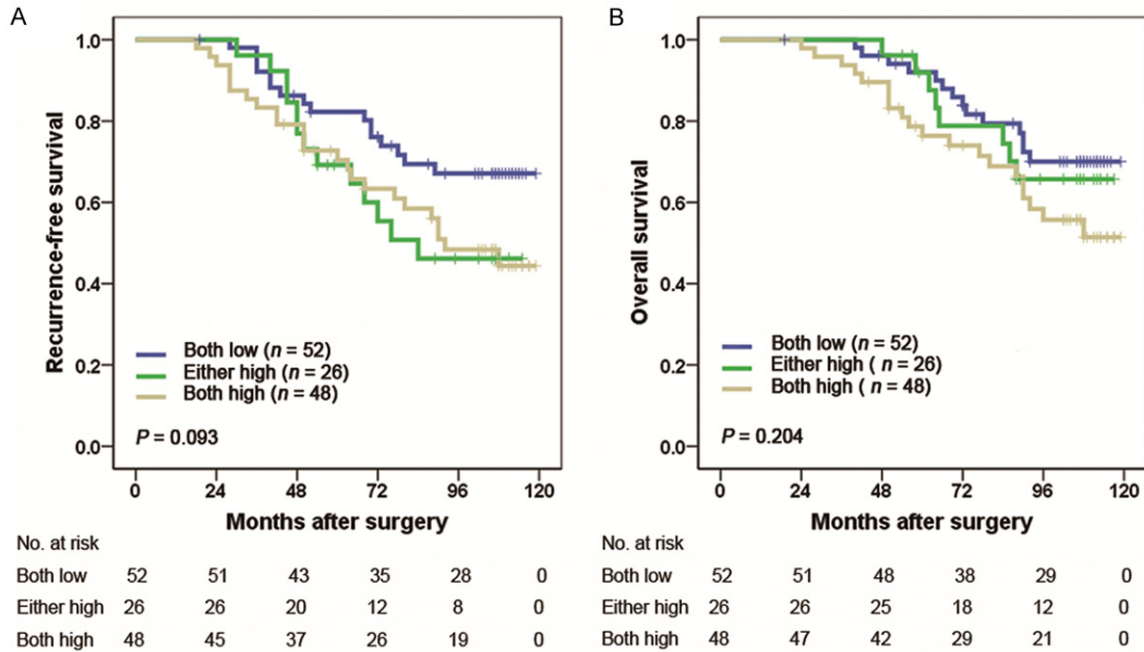 A
Recurrence-free survival
1.0
0.8
0.6
0.4
0.2
0.0
Both low (n = 52)
Either high (n = 26)
Both high (n = 48)
P = 0.093
0 24 48 72 96 120
Months after surgery
No. at risk
Both low 52 51 43 35 28 0
Either high 26 26 20 12 8 0
Both high 48 45 37 26 19 0
B
Overall survival
1.0
0.8
0.6
0.4
0.2
0.0
Both low (n = 52)
Either high ( n = 26)
Both high ( n = 48)
P = 0.204
0 24 48 72 96 120
Months after surgery
No. at risk
Both low 52 51 48 38 29 0
Either high 26 26 25 18 12 0
Both high 48 47 42 29 21 0